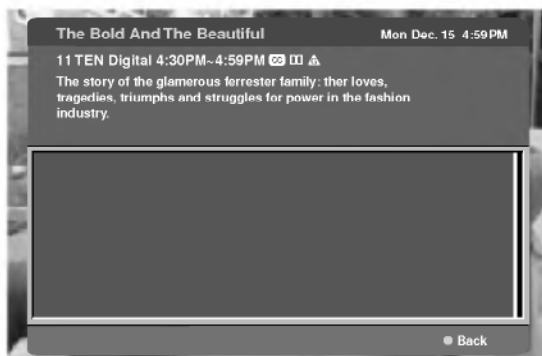 The Bold And The Beautiful Mon Dec. 15 4:59PM
11 TEN Digital 4:30PM~4:59PM CC
The story of the glamerous ferrester family: ther loves,
tragedies, triumphs and struggles for power in the fashion
industry.
Back